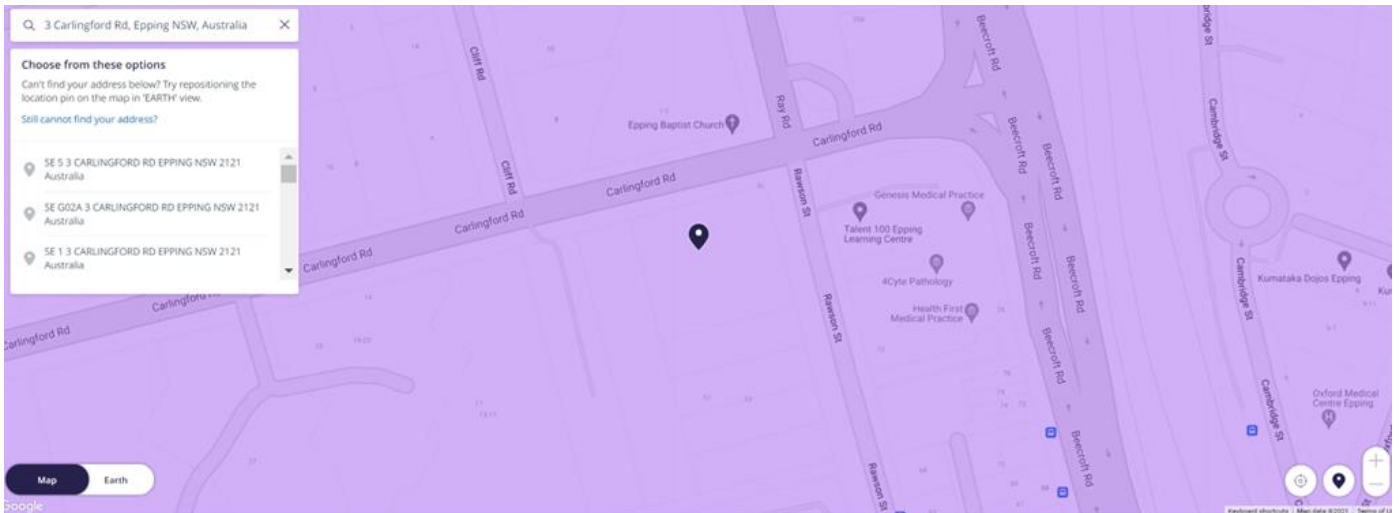 3 Carlingford Rd, Epping NSW, Australia
Choose from these options
Can't find your address below? Try repositioning the
location pin on the map in 'EARTH' view.
Still cannot find your address?
SE 5 3 CARLINGFORD RD EPPING NSW 2121
Australia
SE G02A 3 CARLINGFORD RD EPPING NSW 2121
Australia
SE 1 3 CARLINGFORD RD EPPING NSW 2121
Australia
Cliff Rd
Cliff Rd
Ray Rd
Epping Baptist Church
Carlingford Rd
Carlingford Rd
Carlingford Rd
Carlingford Rd
Carlingford Rd
Rawson St
Rawson St
Rawson St
Genesis Medical Practice
Talent 100 Epping
Learning Centre
4Cyte Pathology
Health First
Medical Practice
Beecroft Rd
Beecroft Rd
Beecroft Rd
Beecroft Rd
Beecroft Rd
Beecroft Rd
Beecroft Rd
Cambridge St
Cambridge St
Cambridge St
Kumataka Dojos Epping
Oxford Medical
Centre Epping
Map
Earth
Google
Keyboard shortcuts
Map data ©2023